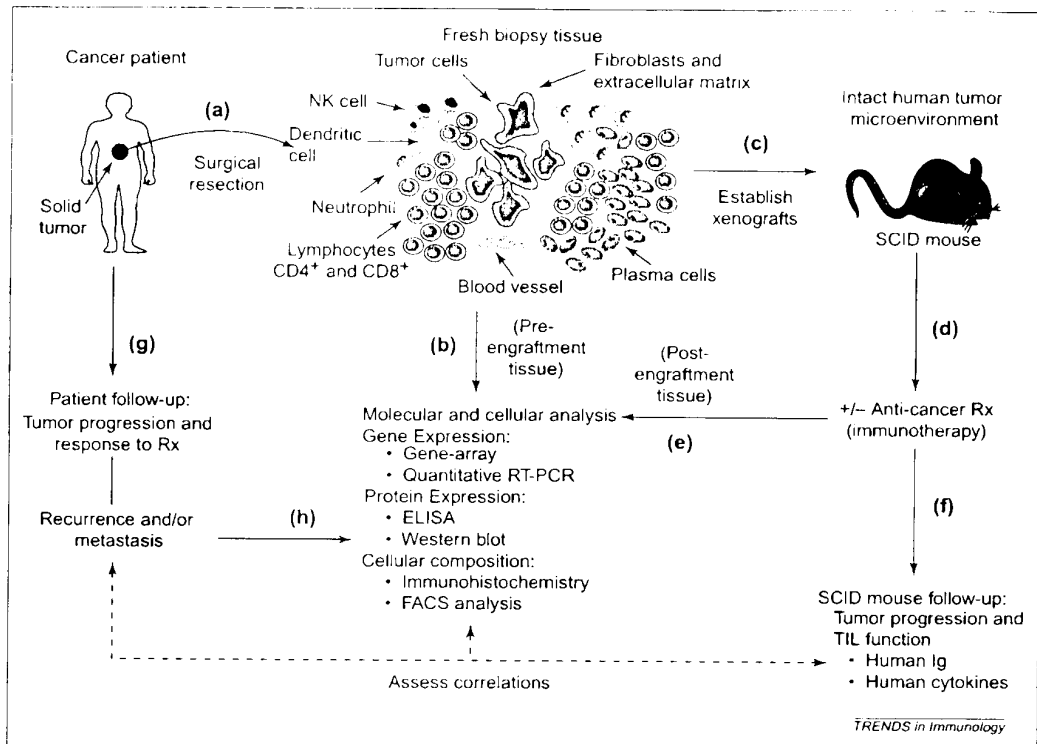 Fresh biopsy tissue
Cancer patient
Tumor cells
Fibroblasts and
extracellular matrix
(a)
NK cell
Intact human tumor
microenvironment
Dendritic
cell
(c)
Surgical
resection
Solid
tumor
Neutrophil
Establish
xenografts
Lymphocytes
CD4+ and CD8+
SCID mouse
Plasma cells
Blood vessel
(g)
(b)
(Pre-
engraftment
tissue)
(Post-
engraftment
tissue)
(d)
Patient follow-up:
Tumor progression and
response to Rx
Molecular and cellular analysis
Gene Expression:
• Gene-array
• Quantitative RT-PCR
Protein Expression:
• ELISA
• Western blot
Cellular composition:
• Immunohistochemistry
• FACS analysis
(e)
+/– Anti-cancer Rx
(immunotherapy)
(f)
Recurrence and/or
metastasis
(h)
SCID mouse follow-up:
Tumor progression and
TIL function
• Human Ig
• Human cytokines
Assess correlations
TRENDS in Immunology